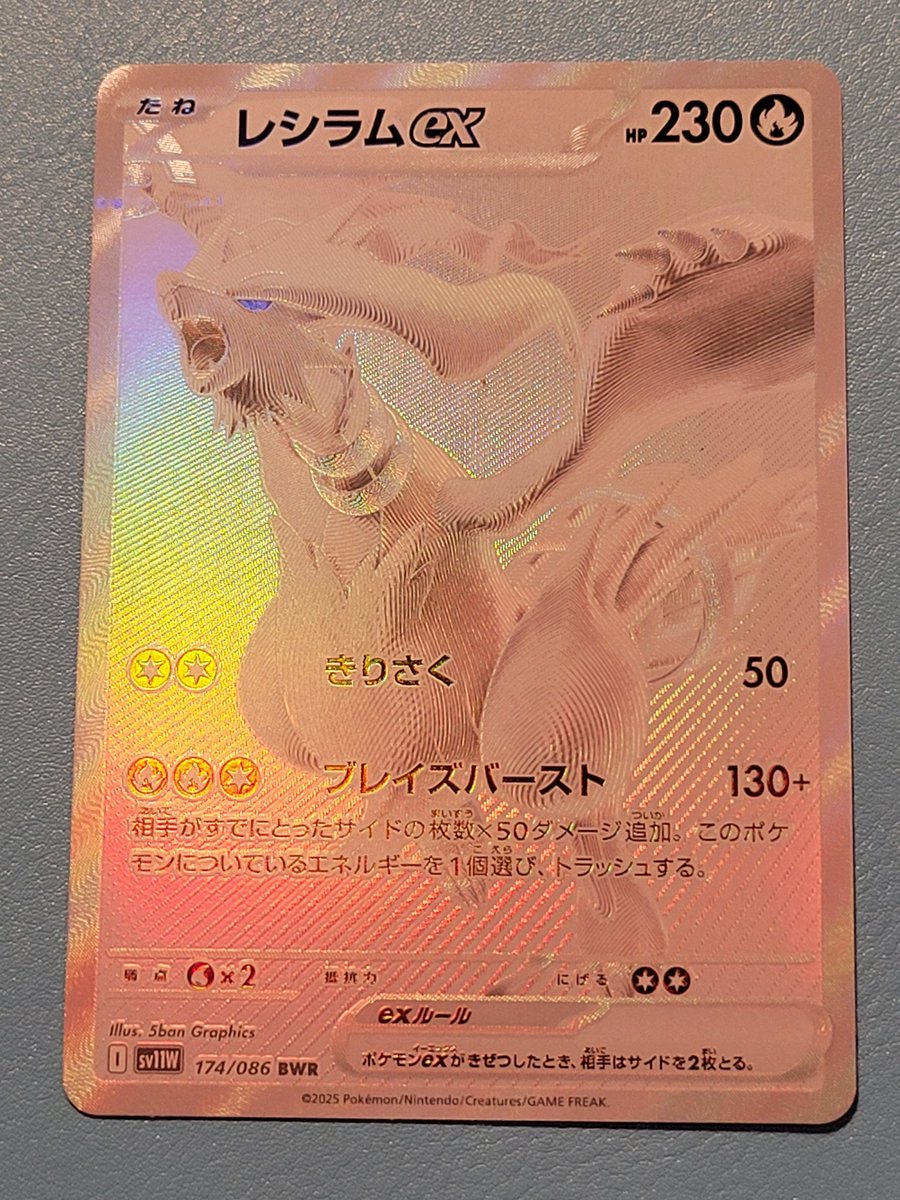 たね レシラムex HP230
きりさく 50
ブレイズバースト 130+
相手がすでにとったサイドの枚数×50ダメージ追加。このポケ
モンについているエネルギーを1個選び、トラッシュする。
弱点 ×2 抵抗力 にげる
exルール
ポケモンexがきぜつしたとき、相手はサイドを2枚とる。
Illus. 5ban Graphics
I sv11W 174/086 BWR
©2025 Pokémon/Nintendo/Creatures/GAME FREAK.